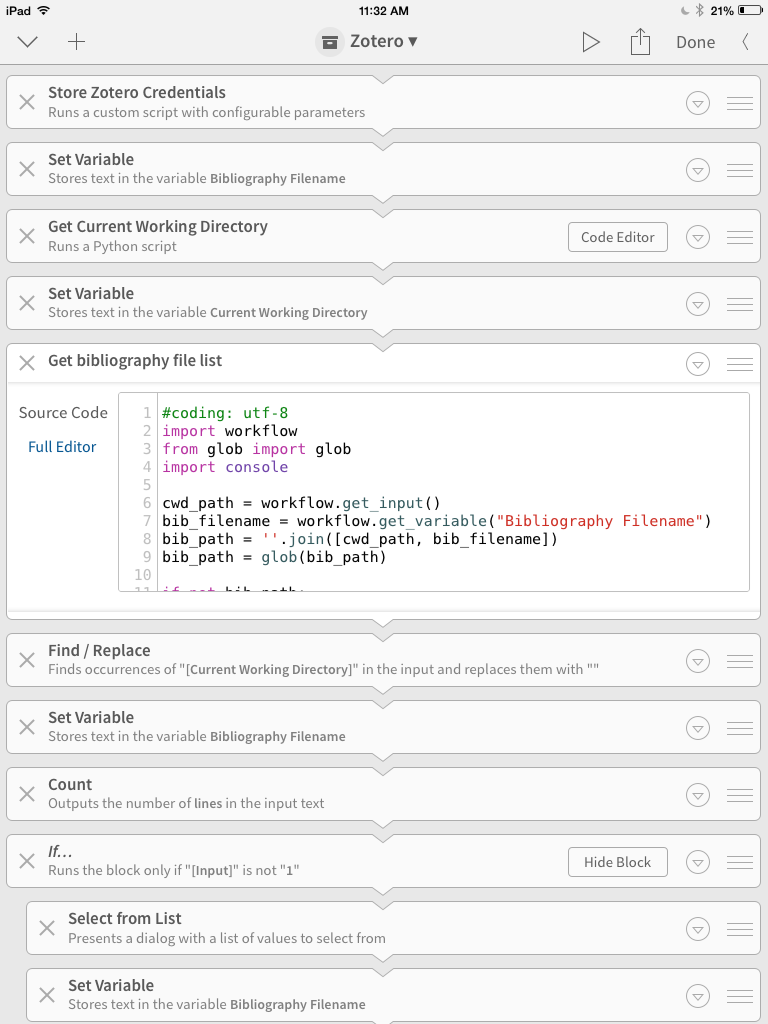 iPad 11:32 AM 21%
Zotero ▾ Done
Store Zotero Credentials
Runs a custom script with configurable parameters
Set Variable
Stores text in the variable Bibliography Filename
Get Current Working Directory
Runs a Python script
Code Editor
Set Variable
Stores text in the variable Current Working Directory
Get bibliography file list
Source Code
Full Editor
1 #coding: utf-8
2 import workflow
3 from glob import glob
4 import console
5
6 cwd_path = workflow.get_input()
7 bib_filename = workflow.get_variable("Bibliography Filename")
8 bib_path = ''.join([cwd_path, bib_filename])
9 bib_path = glob(bib_path)
10
11 if not bib_path:
Find / Replace
Finds occurrences of "[Current Working Directory]" in the input and replaces them with ""
Set Variable
Stores text in the variable Bibliography Filename
Count
Outputs the number of lines in the input text
If…
Runs the block only if "[Input]" is not "1"
Hide Block
Select from List
Presents a dialog with a list of values to select from
Set Variable
Stores text in the variable Bibliography Filename